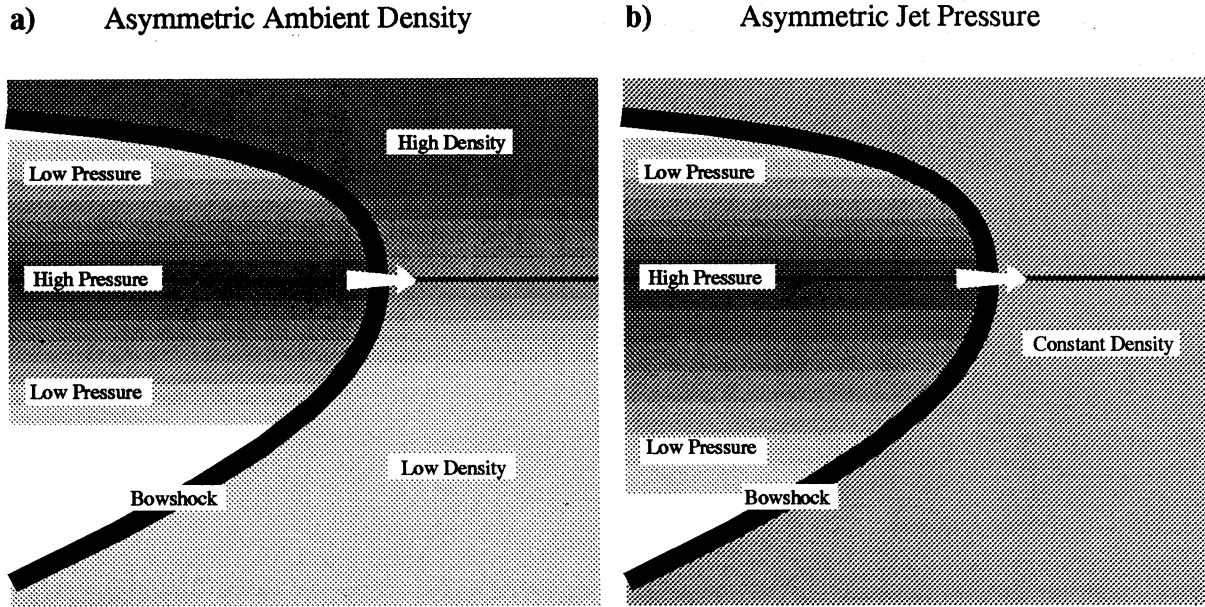 a) Asymmetric Ambient Density
High Density
Low Pressure
High Pressure
Low Pressure
Low Density
Bowshock
b) Asymmetric Jet Pressure
Low Pressure
High Pressure
Constant Density
Low Pressure
Bowshock